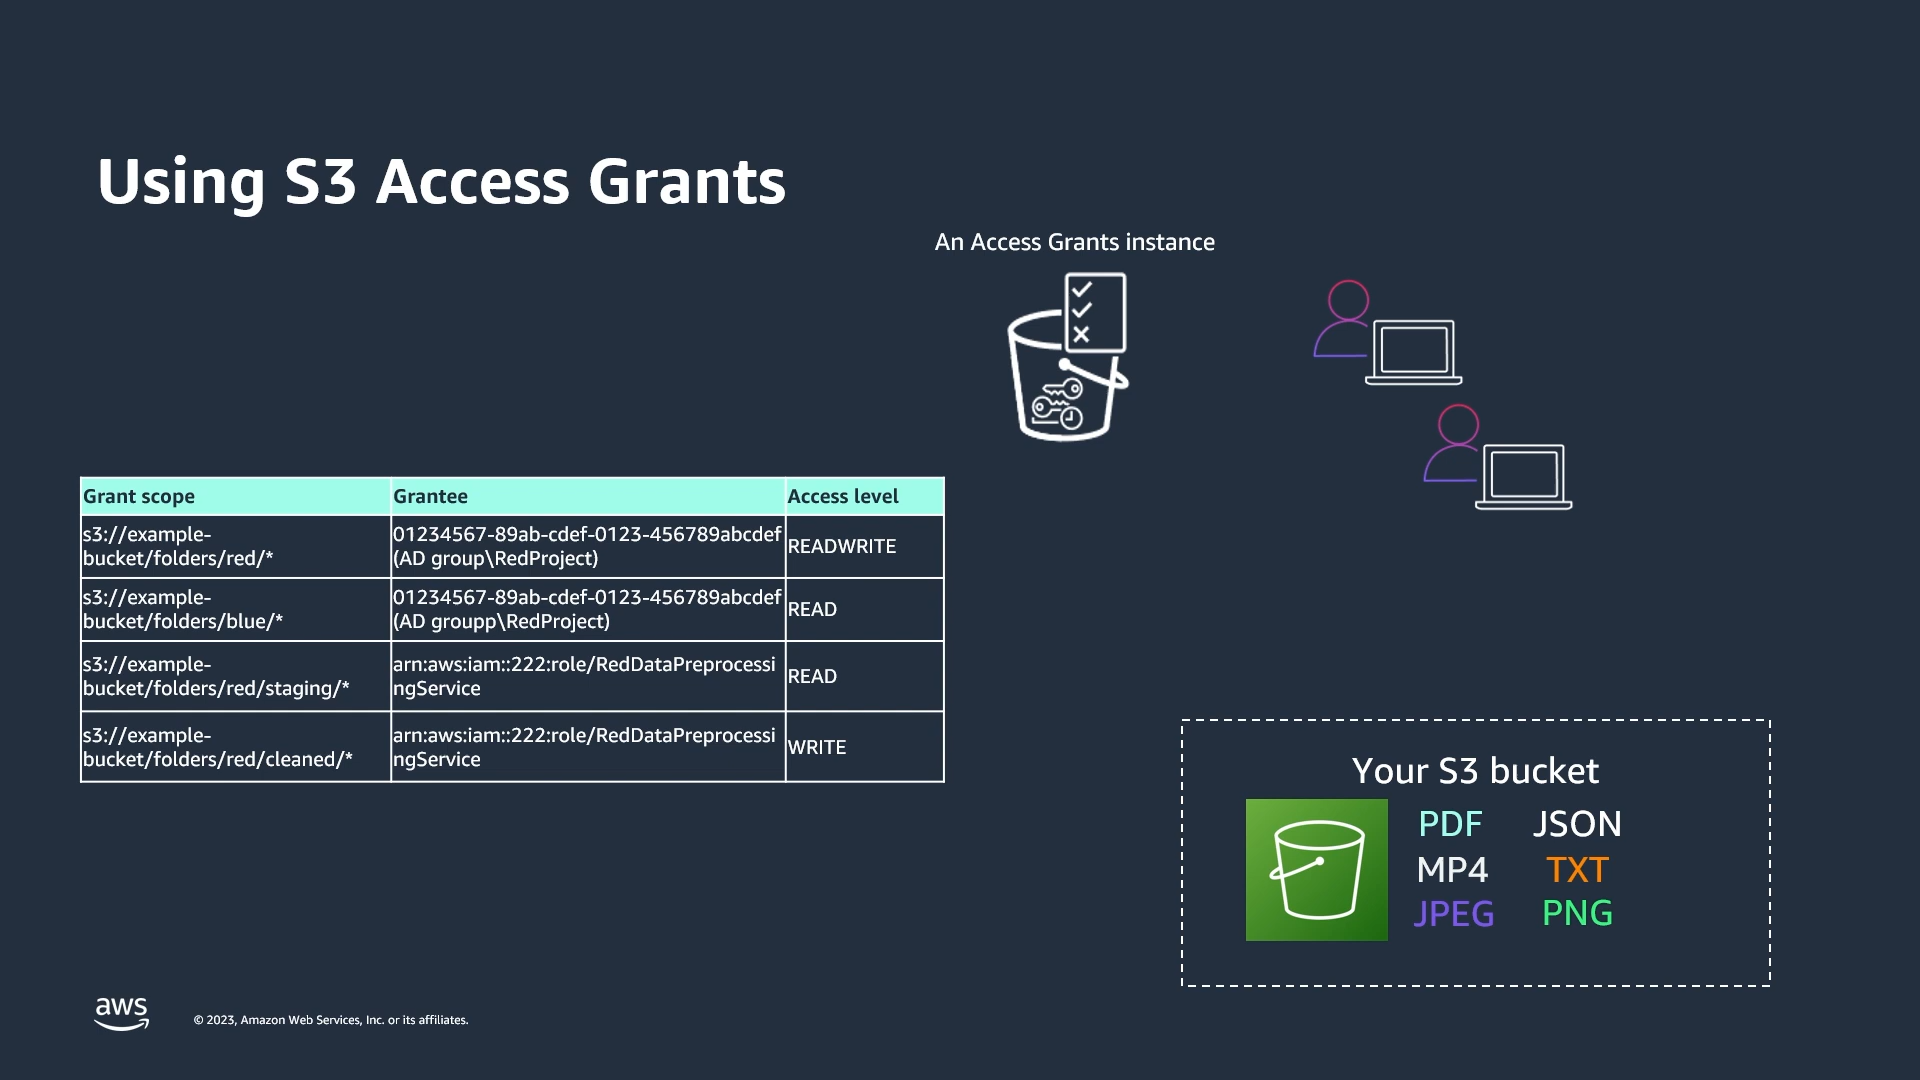 Using S3 Access Grants
An Access Grants instance
Grant scope
Grantee
Access level
s3://example-
bucket/folders/red/*
01234567-89ab-cdef-0123-456789abcdef
(AD group\RedProject)
READWRITE
s3://example-
bucket/folders/blue/*
01234567-89ab-cdef-0123-456789abcdef
(AD groupp\RedProject)
READ
s3://example-
bucket/folders/red/staging/*
arn:aws:iam::222:role/RedDataPreprocessi
ngService
READ
s3://example-
bucket/folders/red/cleaned/*
arn:aws:iam::222:role/RedDataPreprocessi
ngService
WRITE
Your S3 bucket
PDF JSON
MP4 TXT
JPEG PNG
aws
© 2023, Amazon Web Services, Inc. or its affiliates.